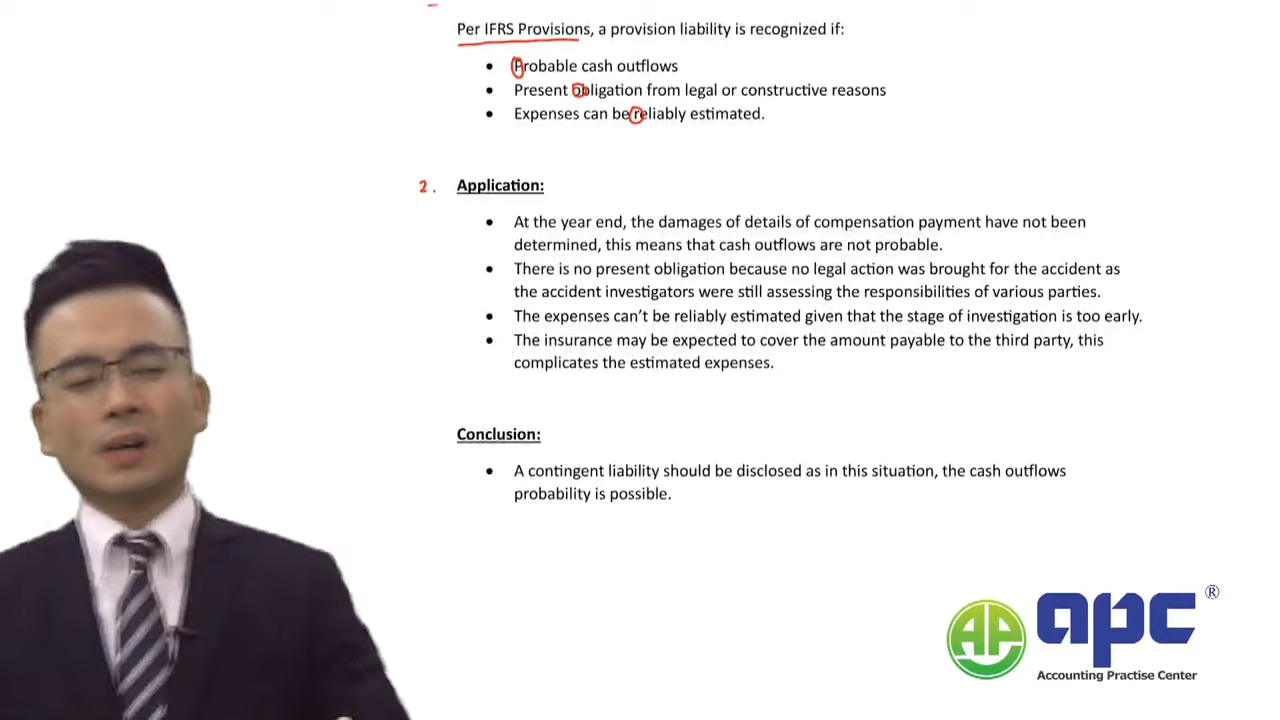 Per IFRS Provisions, a provision liability is recognized if:
• Probable cash outflows
• Present obligation from legal or constructive reasons
• Expenses can be reliably estimated.
2. Application:
• At the year end, the damages of details of compensation payment have not been
determined, this means that cash outflows are not probable.
• There is no present obligation because no legal action was brought for the accident as
the accident investigators were still assessing the responsibilities of various parties.
• The expenses can’t be reliably estimated given that the stage of investigation is too early.
• The insurance may be expected to cover the amount payable to the third party, this
complicates the estimated expenses.
Conclusion:
• A contingent liability should be disclosed as in this situation, the cash outflows
probability is possible.
AP apc ®
Accounting Practise Center